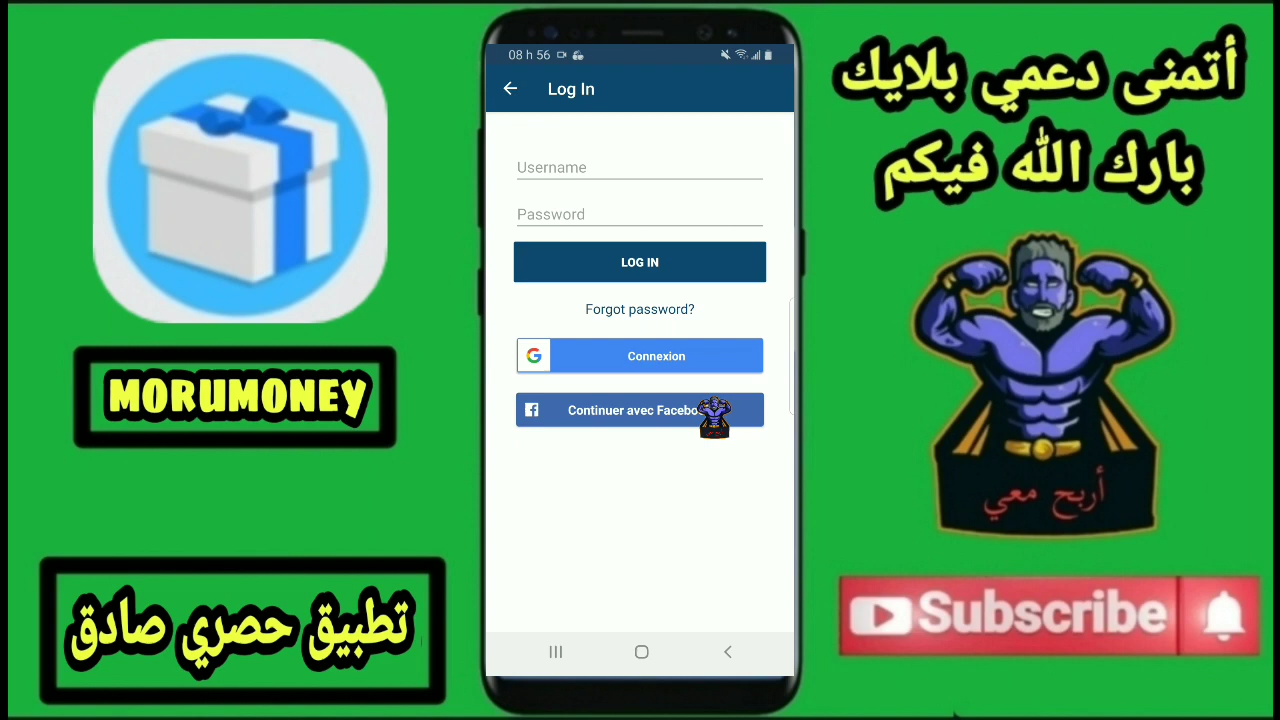 أتمنى دعمي بلايك
بارك الله فيكم
08 h 56
Log In
Username
Password
LOG IN
Forgot password?
G
Connexion
Continuer avec
MORUMONEY
أربح معي
تطبيق حصري صادق
Subscribe